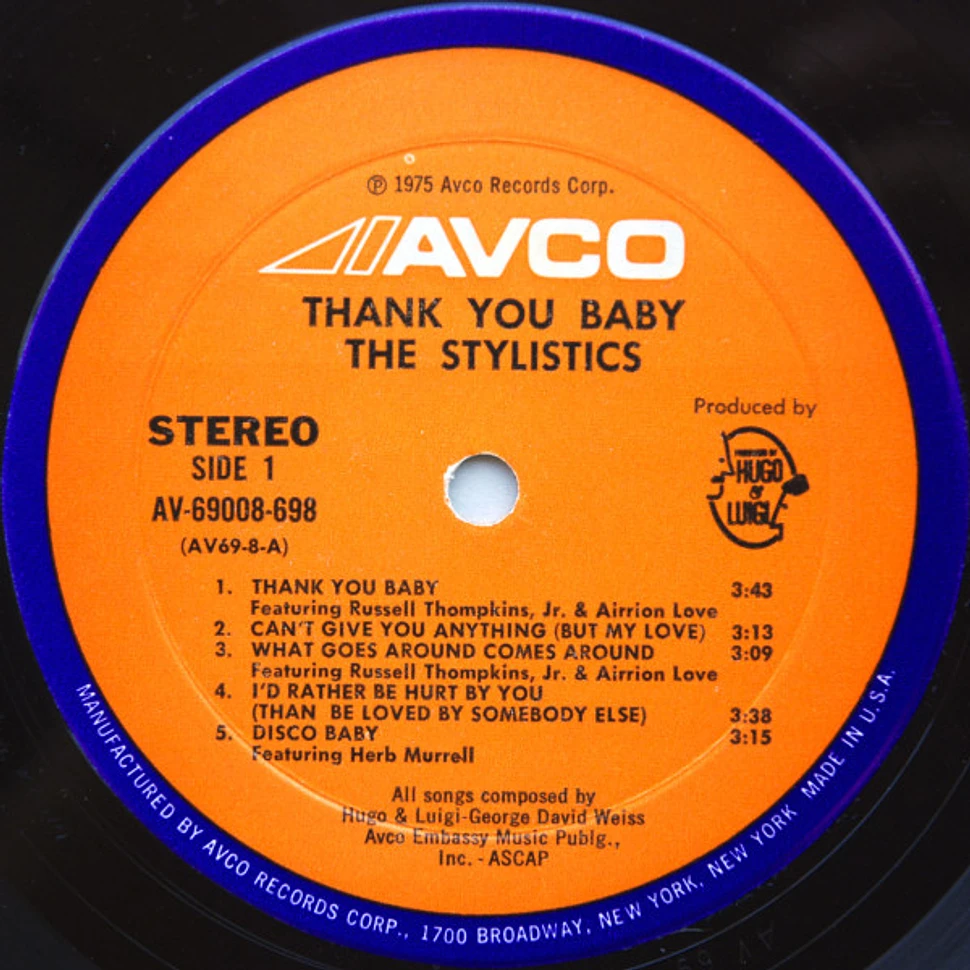 ℗ 1975 Avco Records Corp.
AVCO
THANK YOU BABY
THE STYLISTICS
STEREO
SIDE 1
AV-69008-698
(AV69-8-A)
Produced by
HUGO
&
LUIGI
1. THANK YOU BABY 3:43
Featuring Russell Thompkins, Jr. & Airrion Love
2. CAN'T GIVE YOU ANYTHING (BUT MY LOVE) 3:13
3. WHAT GOES AROUND COMES AROUND 3:09
Featuring Russell Thompkins, Jr. & Airrion Love
4. I'D RATHER BE HURT BY YOU
(THAN BE LOVED BY SOMEBODY ELSE) 3:38
5. DISCO BABY 3:15
Featuring Herb Murrell
All songs composed by
Hugo & Luigi-George David Weiss
Avco Embassy Music Publg.,
Inc. - ASCAP
MANUFACTURED BY AVCO RECORDS CORP., 1700 BROADWAY, NEW YORK, NEW YORK MADE IN U.S.A.